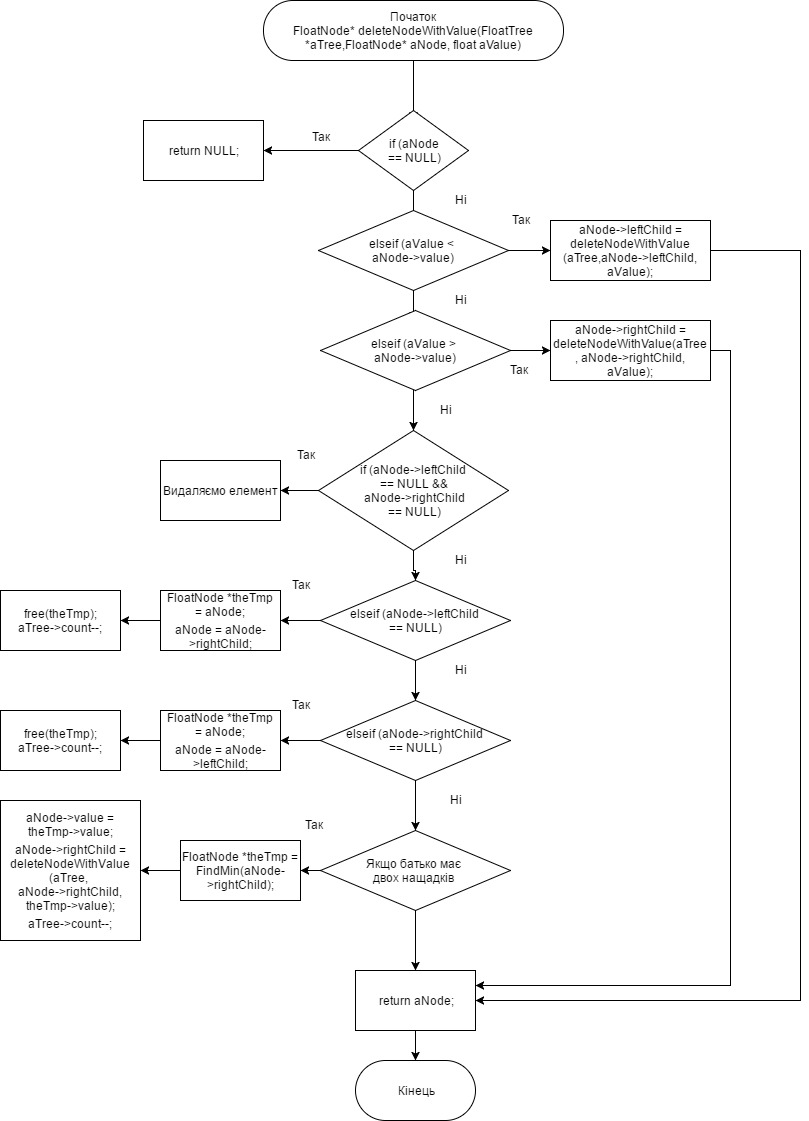 Початок
FloatNode* deleteNodeWithValue(FloatTree
*aTree,FloatNode* aNode, float aValue)
if (aNode
== NULL)
Так
return NULL;
Ні
elseif (aValue <
aNode->value)
Так
aNode->leftChild =
deleteNodeWithValue
(aTree,aNode->leftChild,
aValue);
Ні
elseif (aValue >
aNode->value)
Так
aNode->rightChild =
deleteNodeWithValue(aTree
, aNode->rightChild,
aValue);
Ні
if (aNode->leftChild
== NULL &&
aNode->rightChild
== NULL)
Так
Видаляємо елемент
Ні
elseif (aNode->leftChild
== NULL)
Так
FloatNode *theTmp
= aNode;
aNode = aNode-
>rightChild;
free(theTmp);
aTree->count--;
Ні
elseif (aNode->rightChild
== NULL)
Так
FloatNode *theTmp
= aNode;
aNode = aNode-
>leftChild;
free(theTmp);
aTree->count--;
Ні
Якщо батько має
двох нащадків
Так
FloatNode *theTmp =
FindMin(aNode-
>rightChild);
aNode->value =
theTmp->value;
aNode->rightChild =
deleteNodeWithValue
(aTree,
aNode->rightChild,
theTmp->value);
aTree->count--;
return aNode;
Кінець